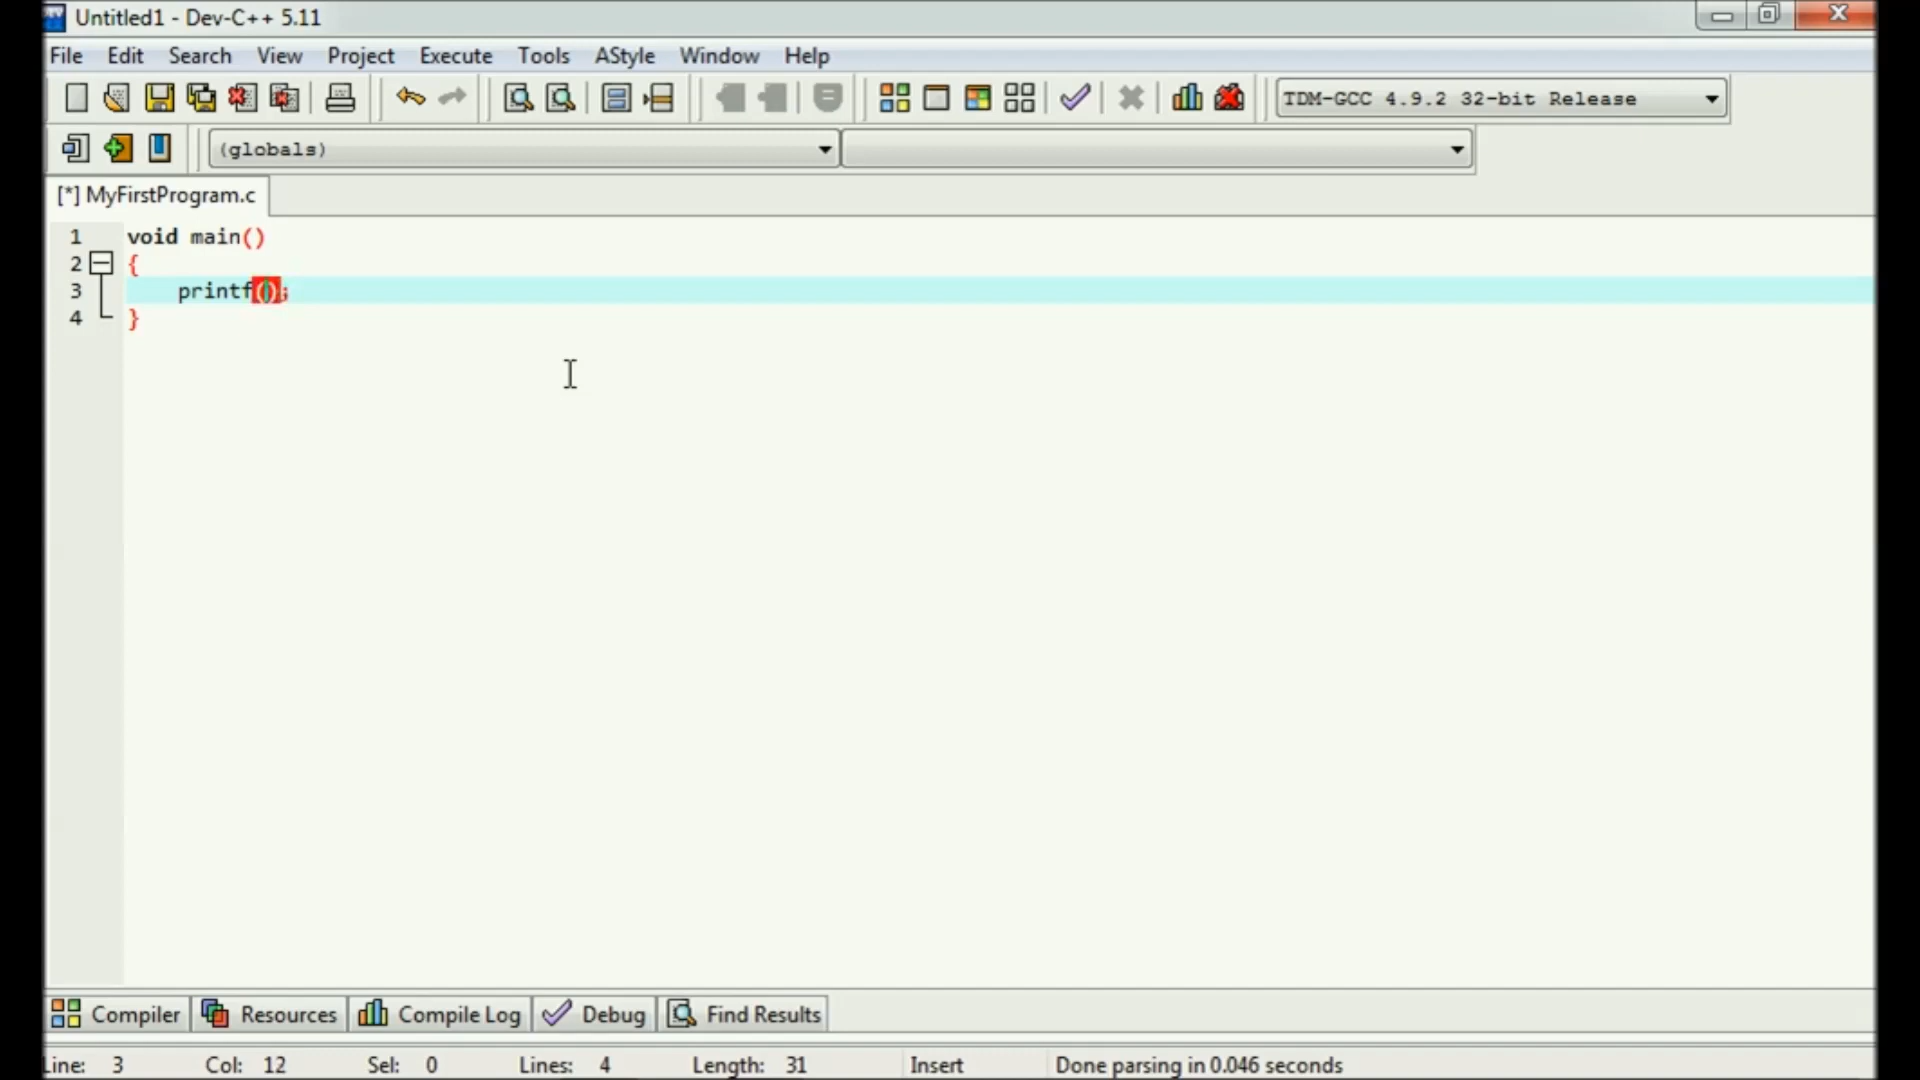 Untitled1 - Dev-C++ 5.11
File Edit Search View Project Execute Tools AStyle Window Help
TDM-GCC 4.9.2 32-bit Release
(globals)
[*] MyFirstProgram.c
1 void main()
2 {
3 printf();
4 }
Compiler Resources Compile Log Debug Find Results
Line: 3 Col: 12 Sel: 0 Lines: 4 Length: 31 Insert Done parsing in 0.046 seconds